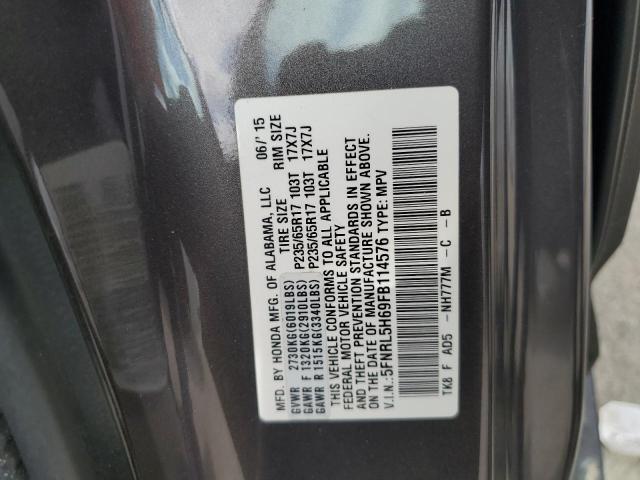 MFD. BY HONDA MFG. OF ALABAMA, LLC 06/'15
TIRE SIZE RIM SIZE
GVWR 2730KG(6019LBS)
GAWR F 1320KG(2910LBS) P235/65R17 103T 17X7J
GAWR R 1515KG(3340LBS) P235/65R17 103T 17X7J
THIS VEHICLE CONFORMS TO ALL APPLICABLE
FEDERAL MOTOR VEHICLE SAFETY
AND THEFT PREVENTION STANDARDS IN EFFECT
ON THE DATE OF MANUFACTURE SHOWN ABOVE.
V.I.N.:5FNRL5H69FB114576 TYPE: MPV
TK8 F AD5 -NH777M -C -B